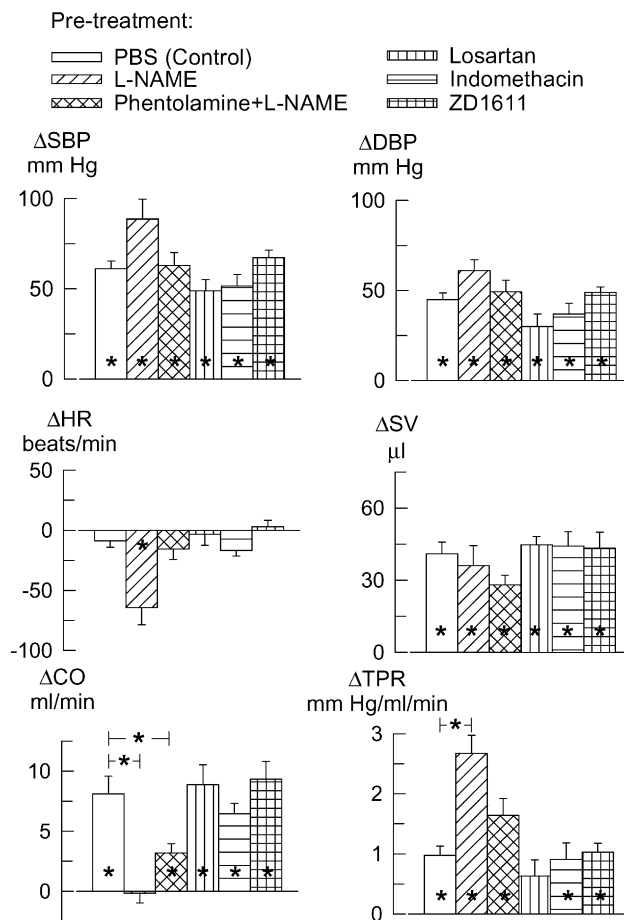 Pre-treatment:
PBS (Control)
L-NAME
Phentolamine+L-NAME
Losartan
Indomethacin
ZD1611
ΔSBP
mm Hg
100
50
0
* * * * * *
ΔDBP
mm Hg
100
50
0
* * * * * *
ΔHR
beats/min
50
0
-50
-100
*
ΔSV
μl
60
30
0
* * * * * *
ΔCO
ml/min
10
5
0
*
*
* * * * *
ΔTPR
mm Hg/ml/min
3
2
1
0
*
* * * * *